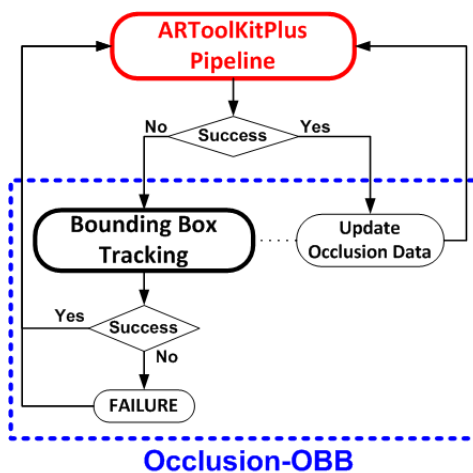 ARToolKitPlus
Pipeline
No
Success
Yes
Bounding Box
Tracking
Update
Occlusion Data
Yes
Success
No
FAILURE
Occlusion-OBB